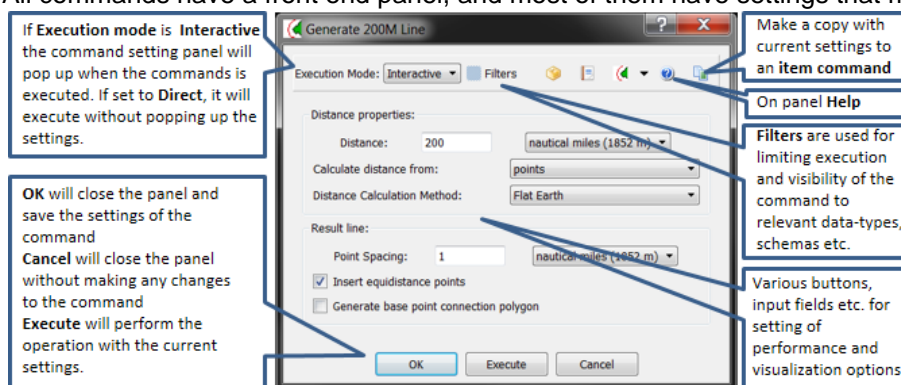 All commands have a front end panel, and most of them have settings that
If Execution mode is Interactive
the command setting panel will
pop up when the commands is
executed. If set to Direct, it will
execute without popping up the
settings.
OK will close the panel and
save the settings of the
command
Cancel will close the panel
without making any changes
to the command
Execute will perform the
operation with the current
settings.
Generate 200M Line
? X
Execution Mode: Interactive Filters
Distance properties:
Distance: 200 nautical miles (1852 m)
Calculate distance from: points
Distance Calculation Method: Flat Earth
Result line:
Point Spacing: 1 nautical miles (1852 m)
Insert equidistance points
Generate base point connection polygon
OK Execute Cancel
Make a copy with
current settings to
an item command
On panel Help
Filters are used for
limiting execution
and visibility of the
command to
relevant data-types,
schemas etc.
Various buttons,
input fields etc. for
setting of
performance and
visualization options